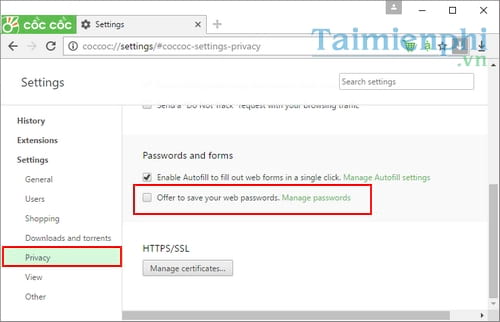 cốc cốc
Settings
coccoc://settings/#coccoc-settings-privacy
Taimienphi
.vn
Settings
Search settings
Send a "Do Not Track" request with your browsing traffic
History
Extensions
Settings
General
Users
Shopping
Downloads and torrents
Privacy
View
Other
Passwords and forms
Enable Autofill to fill out web forms in a single click. Manage Autofill settings
Offer to save your web passwords. Manage passwords
HTTPS/SSL
Manage certificates...